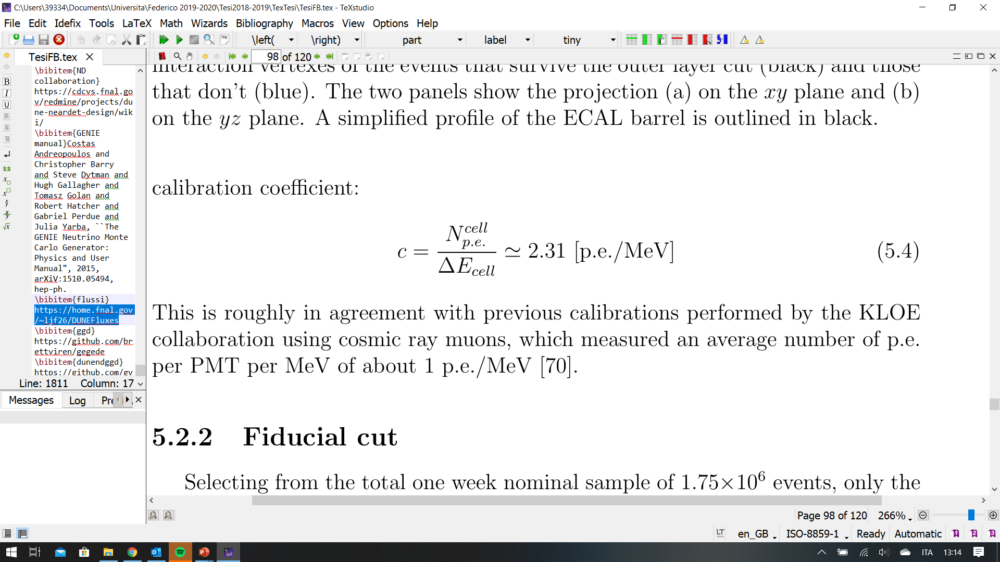 C:\Users\39334\Documents\Universita\Federico 2019-2020\Tesi2018-2019\TexTesi\TesiFB.tex - TeXstudio
File Edit Idefix Tools LaTeX Math Wizards Bibliography Macros View Options Help
\left( \right) part label tiny
TesiFB.tex
98 of 120
\bibitem{ND
collaboration}
https://cdcvs.fnal.go
v/redmine/projects/du
ne-neardet-design/wik
i/
\bibitem{GENIE
manual}Costas
Andreopoulos and
Christopher Barry
and Steve Dytman and
Hugh Gallagher and
Tomasz Golan and
Robert Hatcher and
Gabriel Perdue and
Julia Yarba, ``The
GENIE Neutrino Monte
Carlo Generator:
Physics and User
Manual", 2015,
arXiV:1510.05494,
hep-ph.
\bibitem{flussi}
https://home.fnal.gov
/~ljf26/DUNEFluxes
\bibitem{ggd}
https://github.com/br
ettviren/gegede
\bibitem{dunendggd}
https://github.com/gv
Line: 1811 Column: 17
Messages Log Pre
interaction vertexes of the events that survive the outer layer cut (black) and those
that don't (blue). The two panels show the projection (a) on the xy plane and (b)
on the yz plane. A simplified profile of the ECAL barrel is outlined in black.
calibration coefficient:
c = N^{cell}_{p.e.} / ΔE_{cell} ≃ 2.31 [p.e./MeV] (5.4)
This is roughly in agreement with previous calibrations performed by the KLOE
collaboration using cosmic ray muons, which measured an average number of p.e.
per PMT per MeV of about 1 p.e./MeV [70].
5.2.2 Fiducial cut
Selecting from the total one week nominal sample of 1.75×10⁶ events, only the
Page 98 of 120 266%
LT en_GB ISO-8859-1 Ready Automatic 1 2 3
ITA 13:14